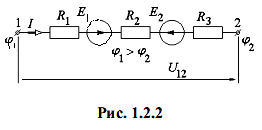 1 I R₁ E₁ R₂ E₂ R₃ 2
φ₁ φ₁ > φ₂ φ₂
U₁₂
Рис. 1.2.2